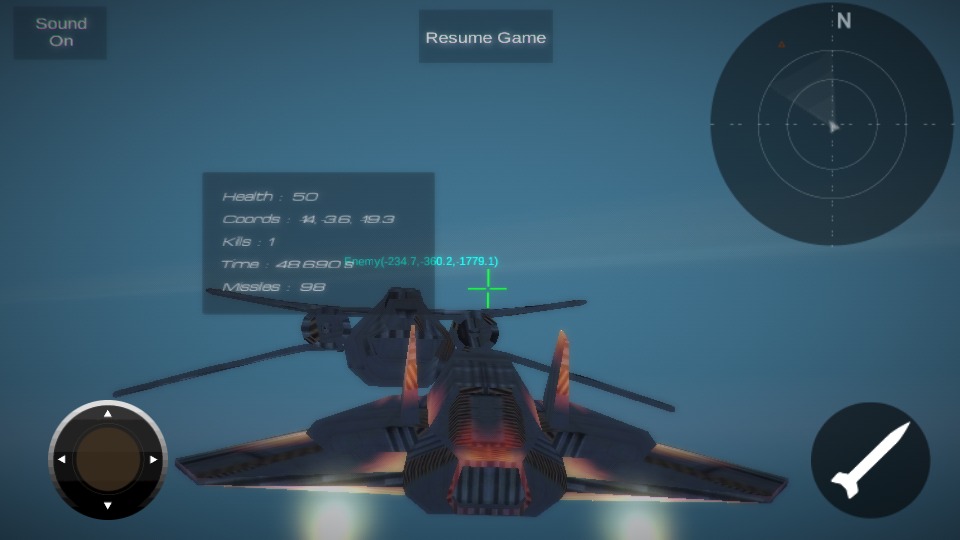 Sound
On
Resume Game
N
Health : 50
Coords : 14, -3.6, 19.3
Kills : 1
Time : 48.690 s
Enemy(-234.7,-360.2,-1779.1)
Missles : 98